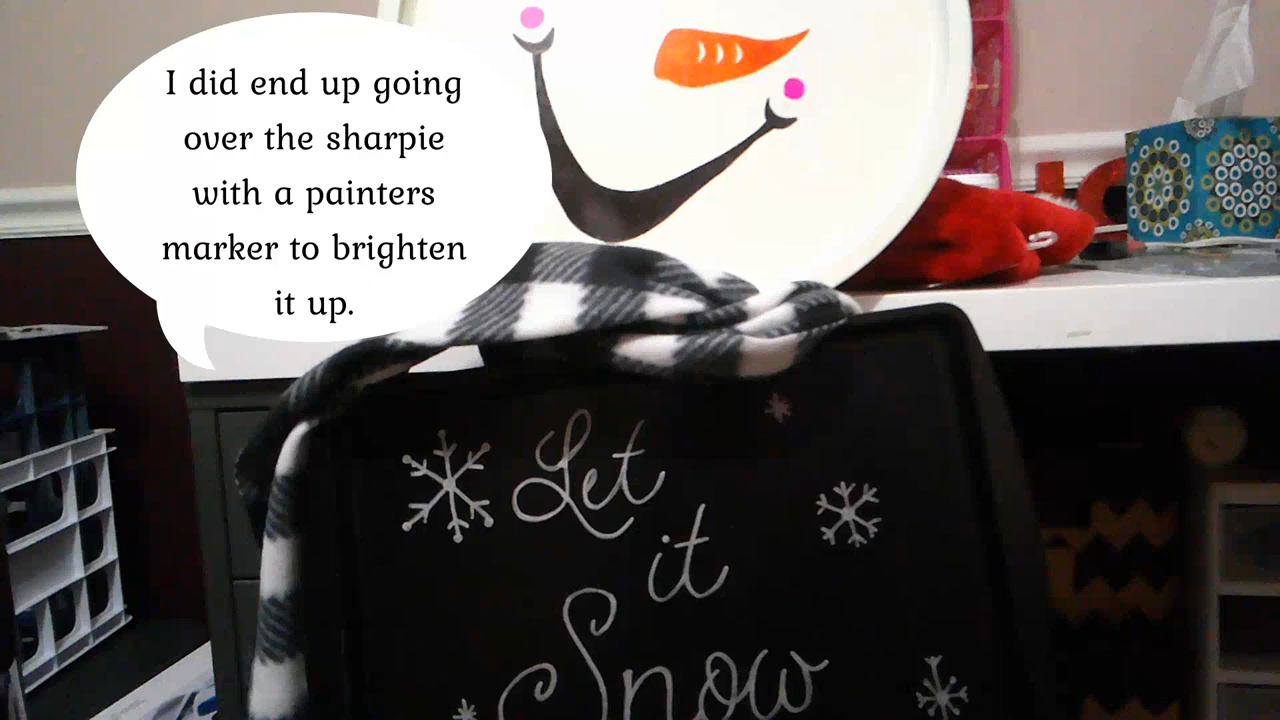 I did end up going
over the sharpie
with a painters
marker to brighten
it up.
Let
it
Snow